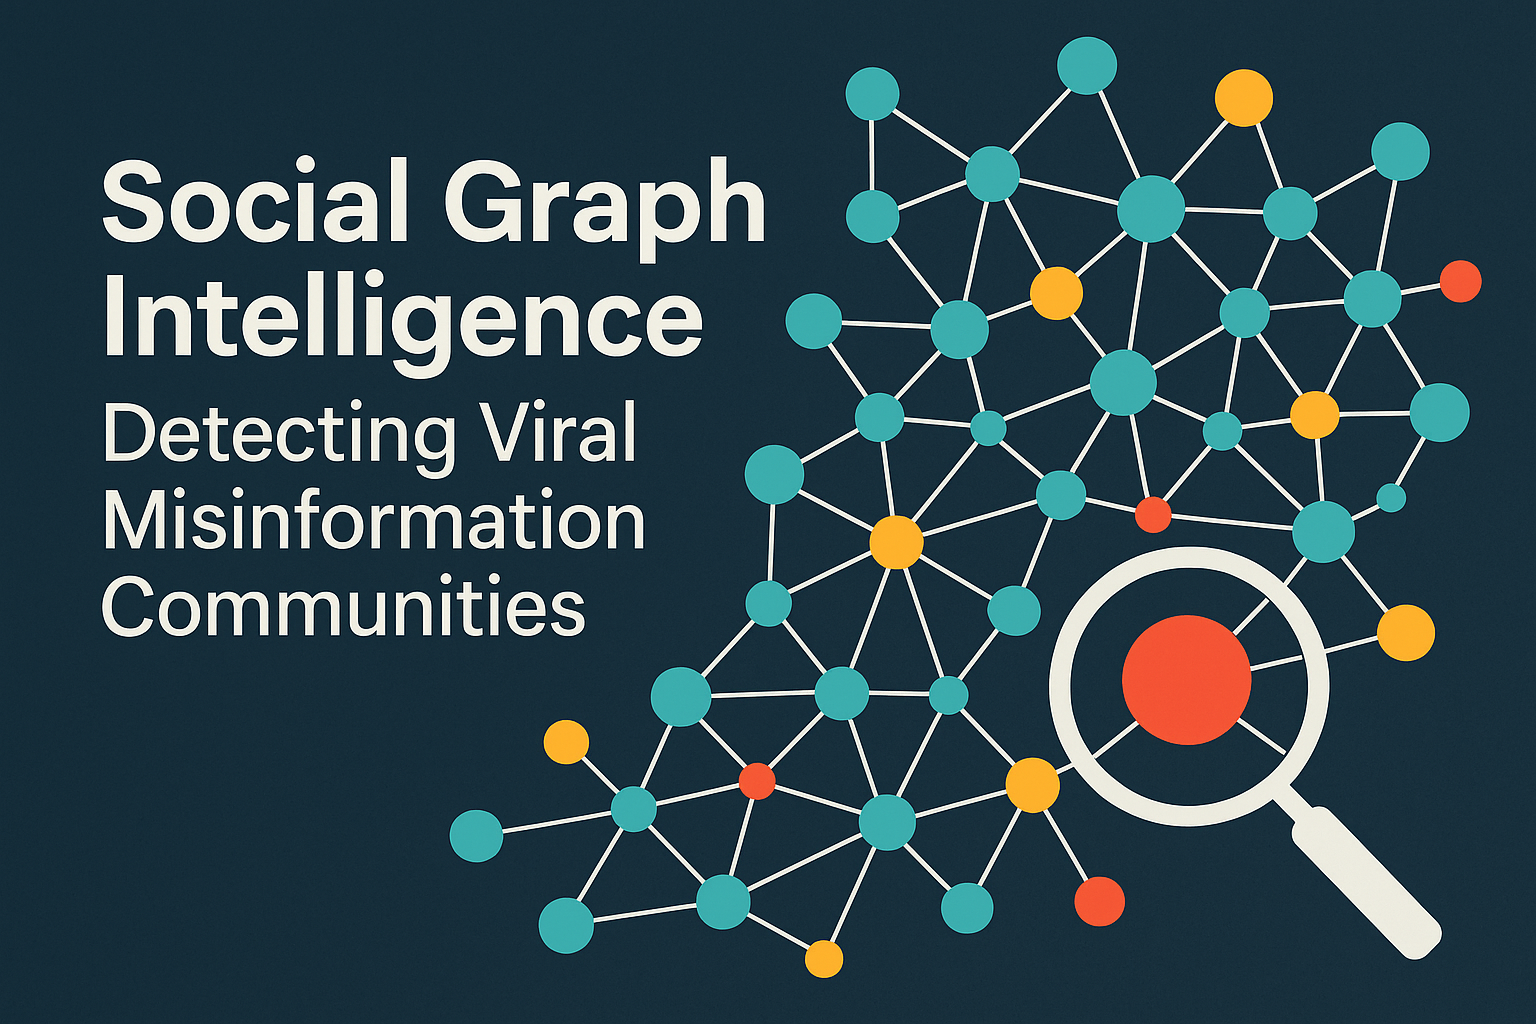 Social Graph
Intelligence
Detecting Viral
Misinformation
Communities